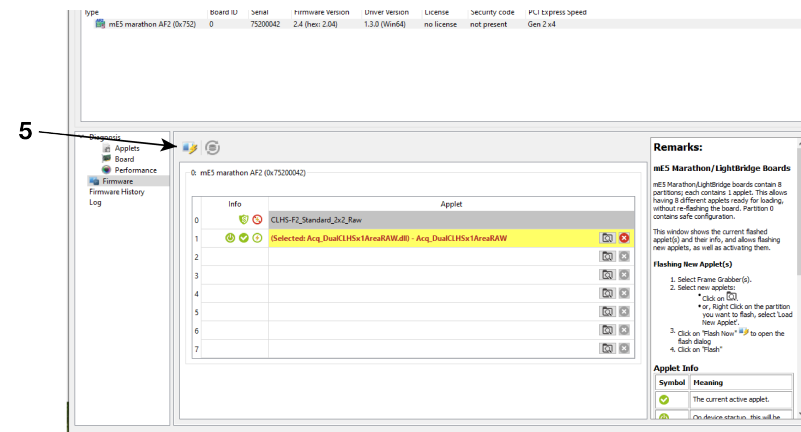 Type Board ID Serial Firmware Version Driver Version License Security code PCI Express Speed
mE5 marathon AF2 (0x752) 0 75200042 2.4 (hex: 2.04) 1.3.0 (Win64) no license not present Gen 2 x4
5
Diagnosis
Applets
Board
Performance
Firmware
Firmware History
Log
0: mE5 marathon AF2 (0x75200042)
Info Applet
0 CLHS-F2_Standard_2x2_Raw
1 (Selected: Acq_DualCLHSx1AreaRAW.dll) - Acq_DualCLHSx1AreaRAW
2
3
4
5
6
7
Remarks:
mE5 Marathon/LightBridge Boards
mE5 Marathon/LightBridge boards contain 8
partitions; each contains 1 applet. This allows
having 8 different applets ready for loading,
without re-flashing the board. Partition 0
contains safe configuration.
This window shows the current flashed
applet(s) and their info, and allows flashing
new applets, as well as activating them.
Flashing New Applet(s)
1. Select Frame Grabber(s).
2. Select new applets:
• Click on .
• or, Right Click on the partition
you want to flash, select 'Load
New Applet'.
3. Click on "Flash Now" to open the
flash dialog
4. Click on "Flash"
Applet Info
Symbol Meaning
The current active applet.
On device startup, this will be